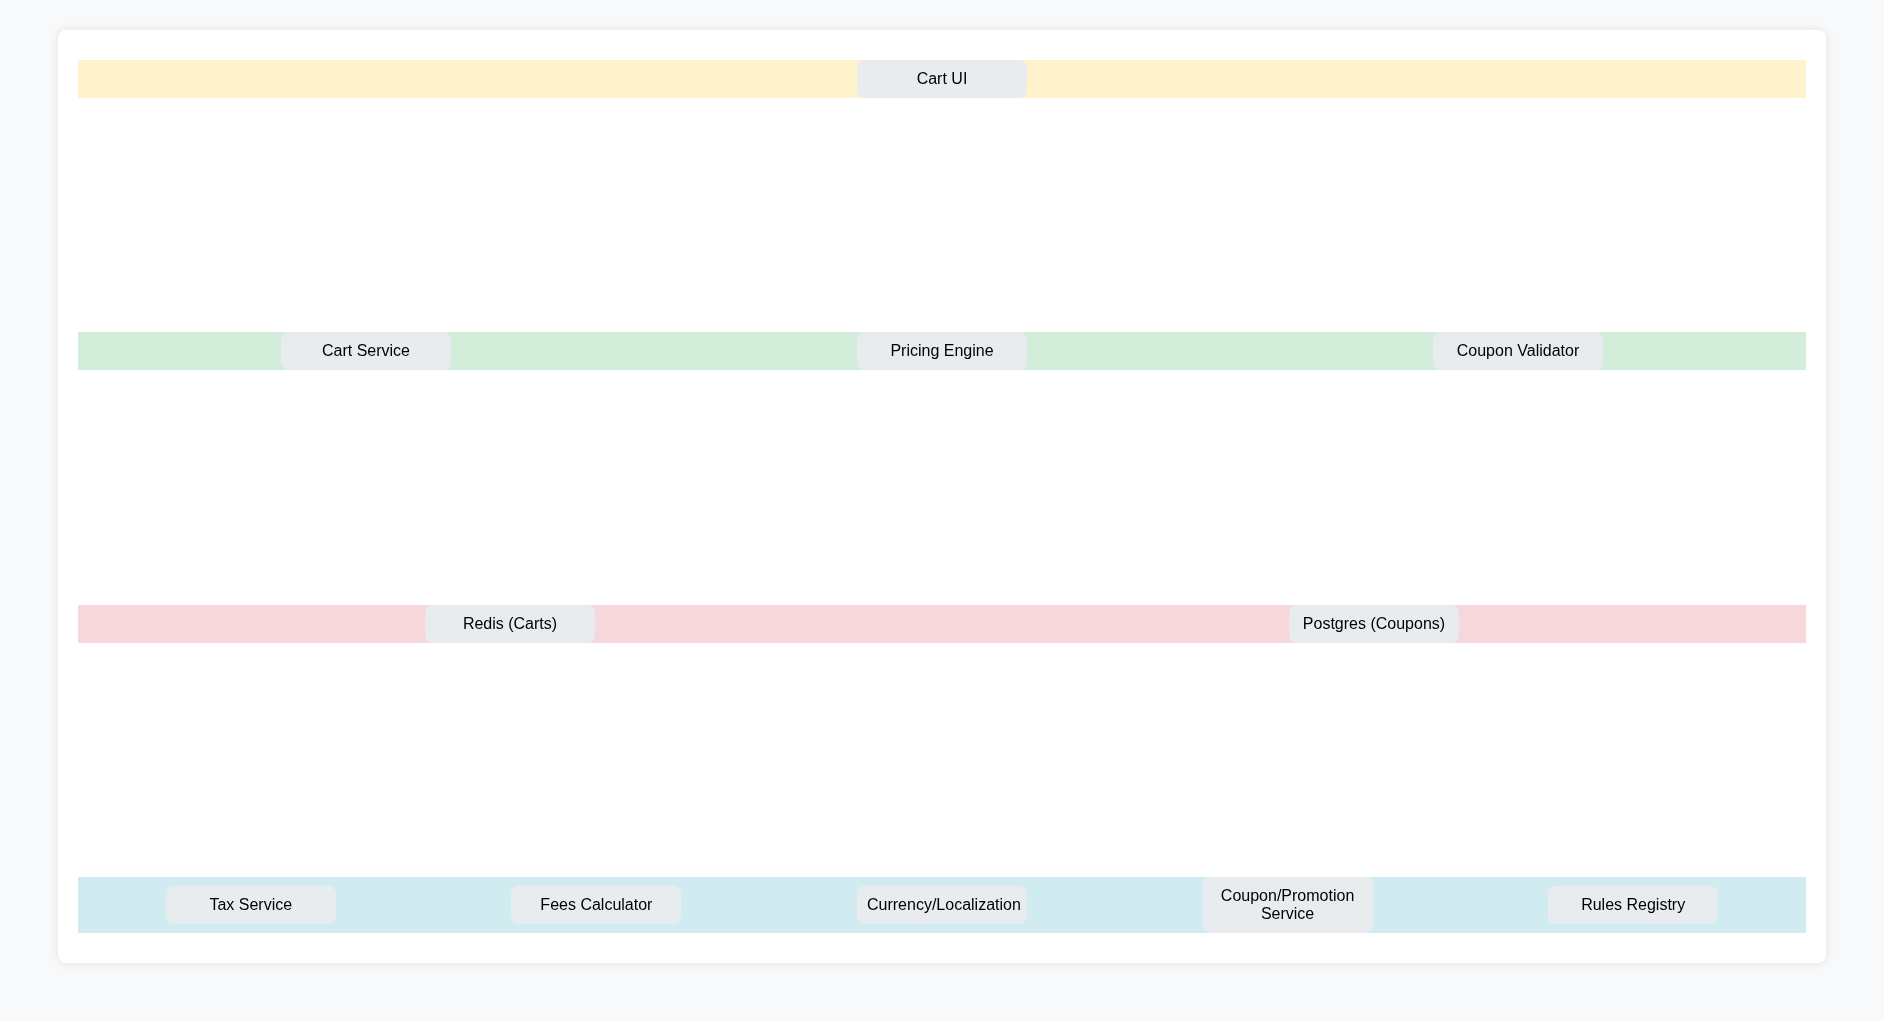 Cart UI
Cart Service
Pricing Engine
Coupon Validator
Redis (Carts)
Postgres (Coupons)
Tax Service
Fees Calculator
Currency/Localization
Coupon/Promotion
Service
Rules Registry